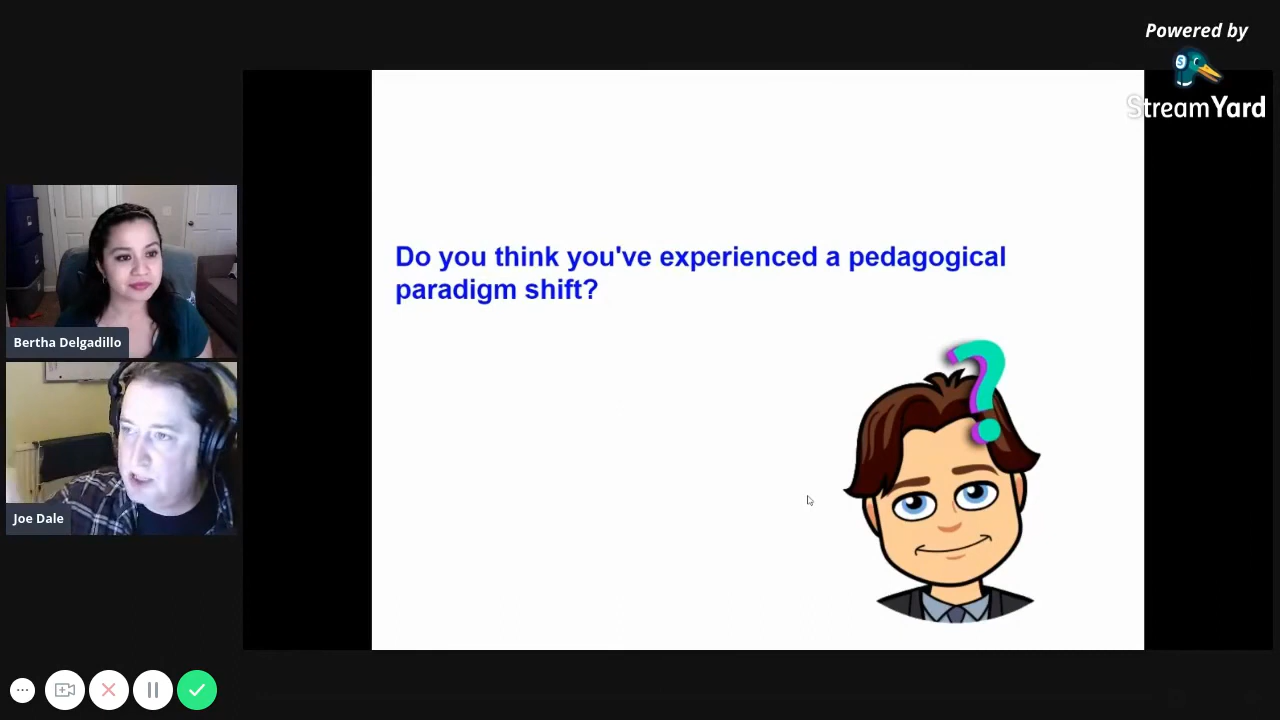 Powered by
StreamYard
Do you think you've experienced a pedagogical
paradigm shift?
?
Bertha Delgadillo
Joe Dale